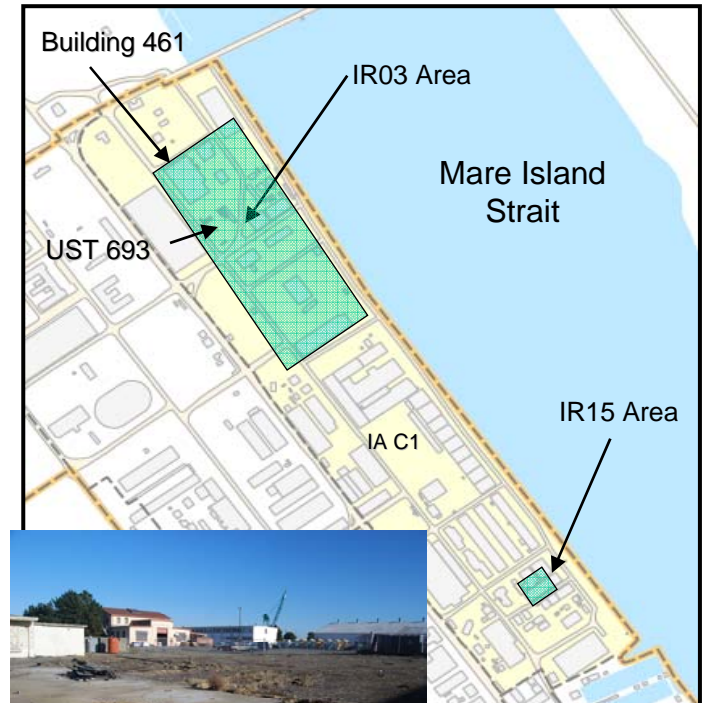 Building 461
IR03 Area
Mare Island
Strait
UST 693
IR15 Area
IA C1